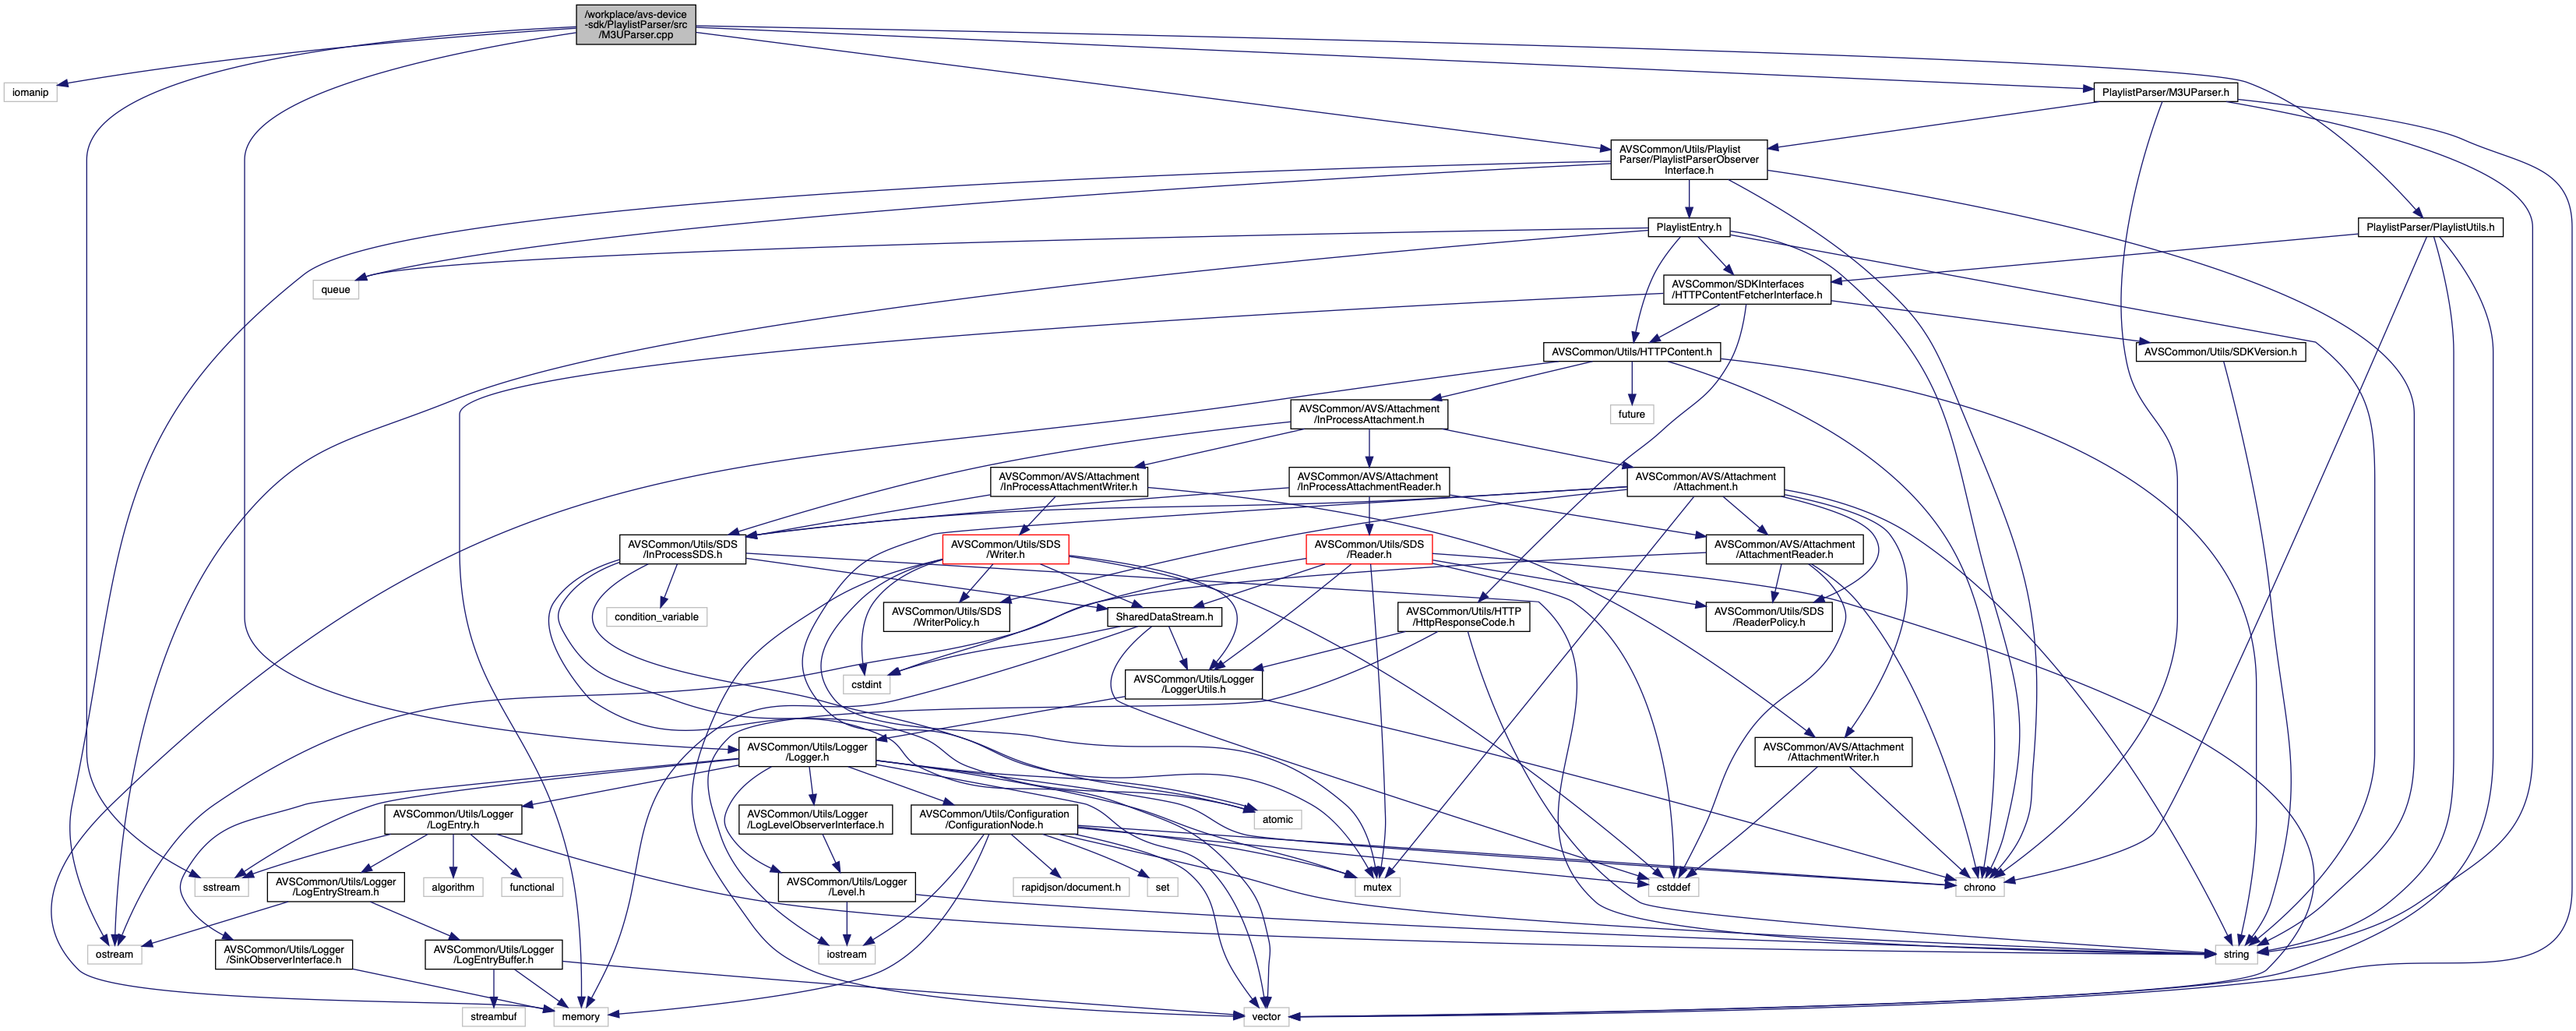 /workplace/avs-device
-sdk/PlaylistParser/src
/M3UParser.cpp
iomanip
PlaylistParser/M3UParser.h
AVSCommon/Utils/Playlist
Parser/PlaylistParserObserver
Interface.h
PlaylistEntry.h
PlaylistParser/PlaylistUtils.h
queue
AVSCommon/SDKInterfaces
/HTTPContentFetcherInterface.h
AVSCommon/Utils/HTTPContent.h
AVSCommon/Utils/SDKVersion.h
AVSCommon/AVS/Attachment
/InProcessAttachment.h
future
AVSCommon/AVS/Attachment
/InProcessAttachmentWriter.h
AVSCommon/AVS/Attachment
/InProcessAttachmentReader.h
AVSCommon/AVS/Attachment
/Attachment.h
AVSCommon/Utils/SDS
/InProcessSDS.h
AVSCommon/Utils/SDS
/Writer.h
AVSCommon/Utils/SDS
/Reader.h
AVSCommon/AVS/Attachment
/AttachmentReader.h
condition_variable
AVSCommon/Utils/SDS
/WriterPolicy.h
SharedDataStream.h
AVSCommon/Utils/HTTP
/HttpResponseCode.h
AVSCommon/Utils/SDS
/ReaderPolicy.h
cstdint
AVSCommon/Utils/Logger
/LoggerUtils.h
AVSCommon/Utils/Logger
/Logger.h
AVSCommon/AVS/Attachment
/AttachmentWriter.h
AVSCommon/Utils/Logger
/LogEntry.h
AVSCommon/Utils/Logger
/LogLevelObserverInterface.h
AVSCommon/Utils/Configuration
/ConfigurationNode.h
atomic
sstream
AVSCommon/Utils/Logger
/LogEntryStream.h
algorithm
functional
AVSCommon/Utils/Logger
/Level.h
rapidjson/document.h
set
mutex
cstddef
chrono
ostream
AVSCommon/Utils/Logger
/SinkObserverInterface.h
AVSCommon/Utils/Logger
/LogEntryBuffer.h
iostream
string
streambuf
memory
vector